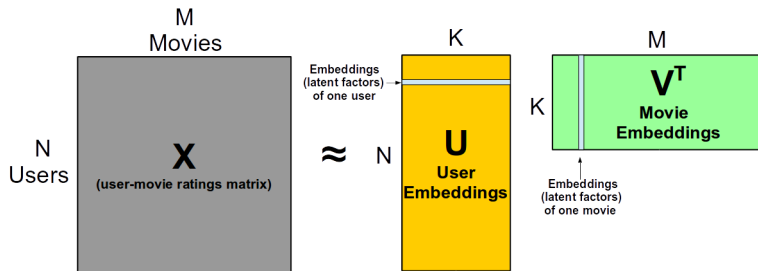 M
Movies
N
Users
X
(user-movie ratings matrix)
≈
K
Embeddings
(latent factors)
of one user
N
U
User
Embeddings
M
K
V^T
Movie
Embeddings
Embeddings
(latent factors)
of one movie